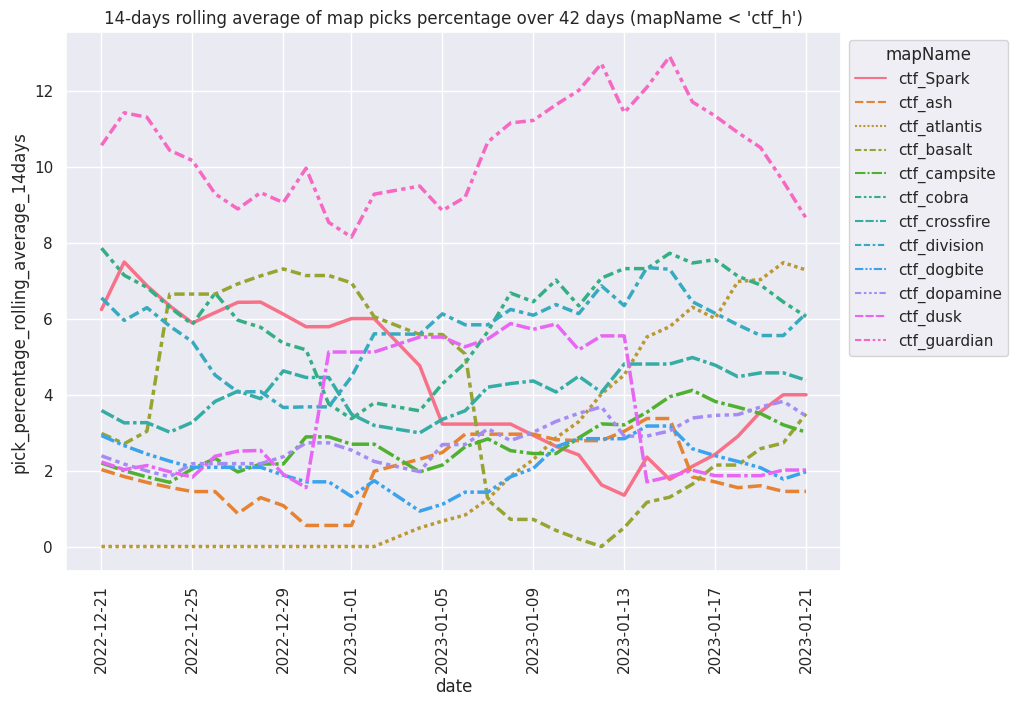 14-days rolling average of map picks percentage over 42 days (mapName < 'ctf_h')
mapName
ctf_Spark
ctf_ash
ctf_atlantis
ctf_basalt
ctf_campsite
ctf_cobra
ctf_crossfire
ctf_division
ctf_dogbite
ctf_dopamine
ctf_dusk
ctf_guardian
pick_percentage_rolling_average_14days
12
10
8
6
4
2
0
2022-12-21
2022-12-25
2022-12-29
2023-01-01
2023-01-05
2023-01-09
2023-01-13
2023-01-17
2023-01-21
date